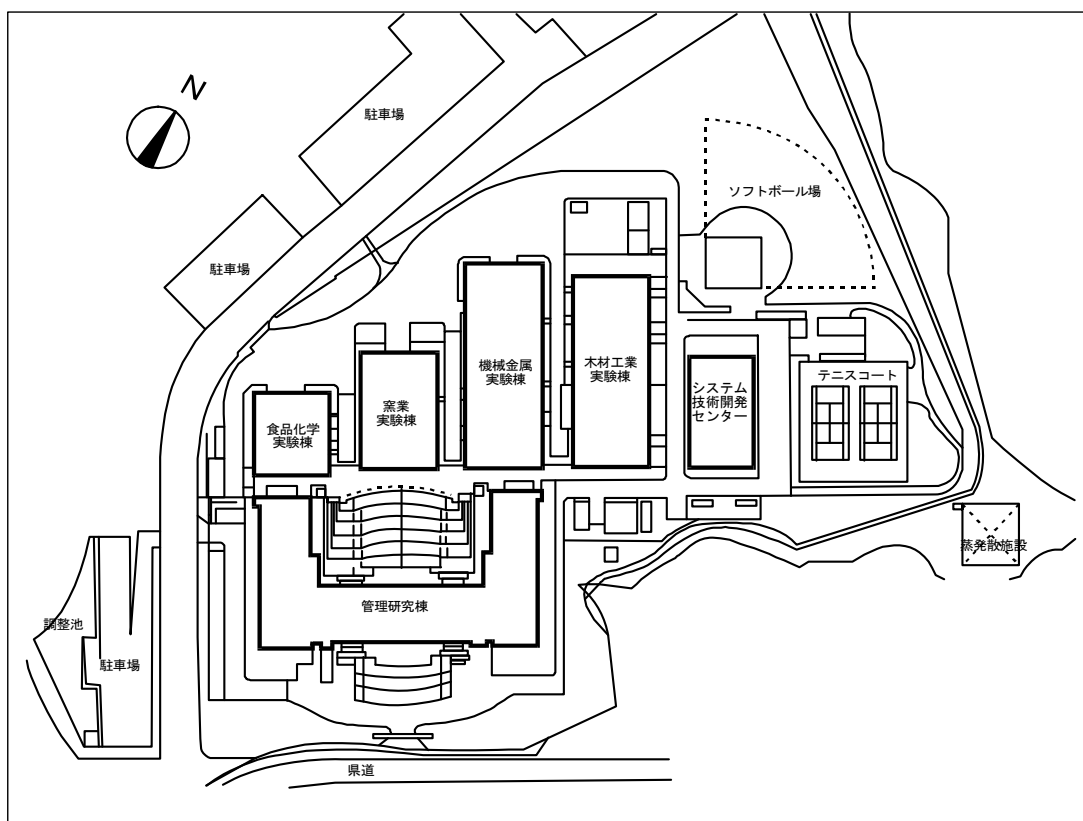 N
駐車場
ソフトボール場
駐車場
機械金属
実験棟
木材工業
実験棟
テニスコート
システム
技術開発
センター
窯業
実験棟
食品化学
実験棟
蒸発散施設
管理研究棟
調整池
駐車場
県道